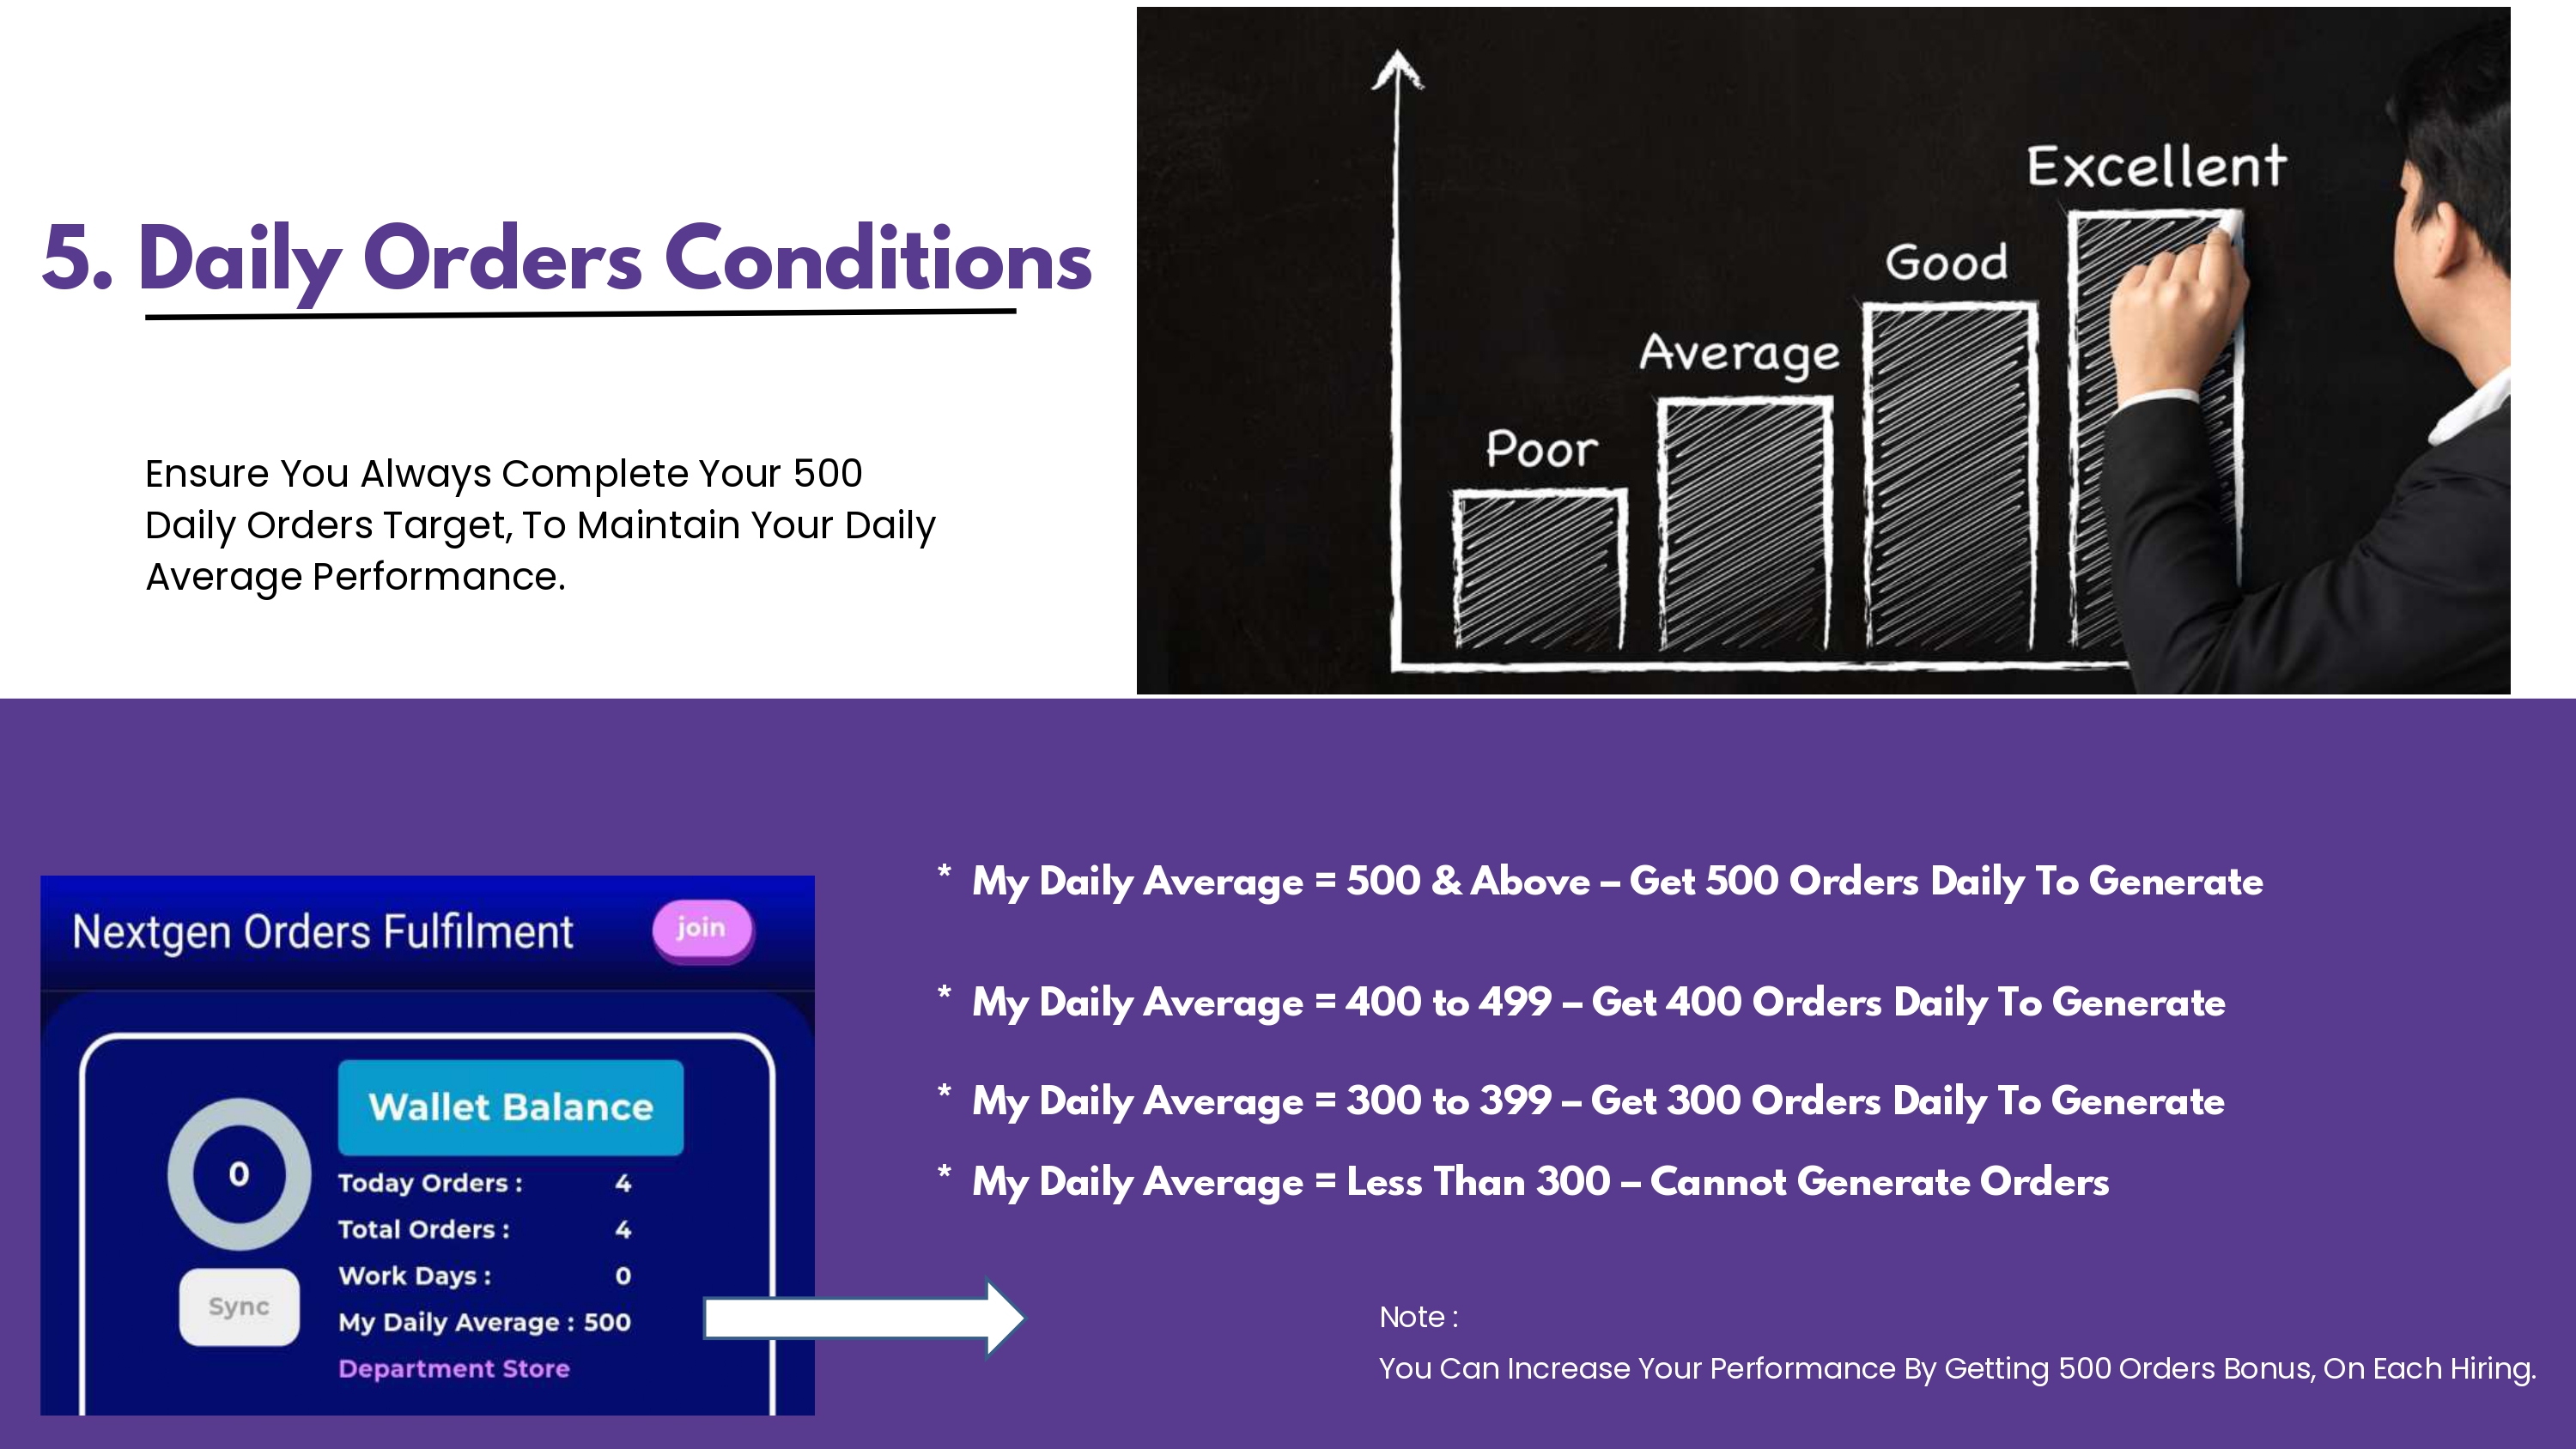 5. Daily Orders Conditions
Ensure You Always Complete Your 500
Daily Orders Target, To Maintain Your Daily
Average Performance.
Poor
Average
Good
Excellent
Nextgen Orders Fulfilment
join
Wallet Balance
0
Today Orders : 4
Total Orders : 4
Work Days : 0
Sync
My Daily Average : 500
Department Store
* My Daily Average = 500 & Above – Get 500 Orders Daily To Generate
* My Daily Average = 400 to 499 – Get 400 Orders Daily To Generate
* My Daily Average = 300 to 399 – Get 300 Orders Daily To Generate
* My Daily Average = Less Than 300 – Cannot Generate Orders
Note :
You Can Increase Your Performance By Getting 500 Orders Bonus, On Each Hiring.